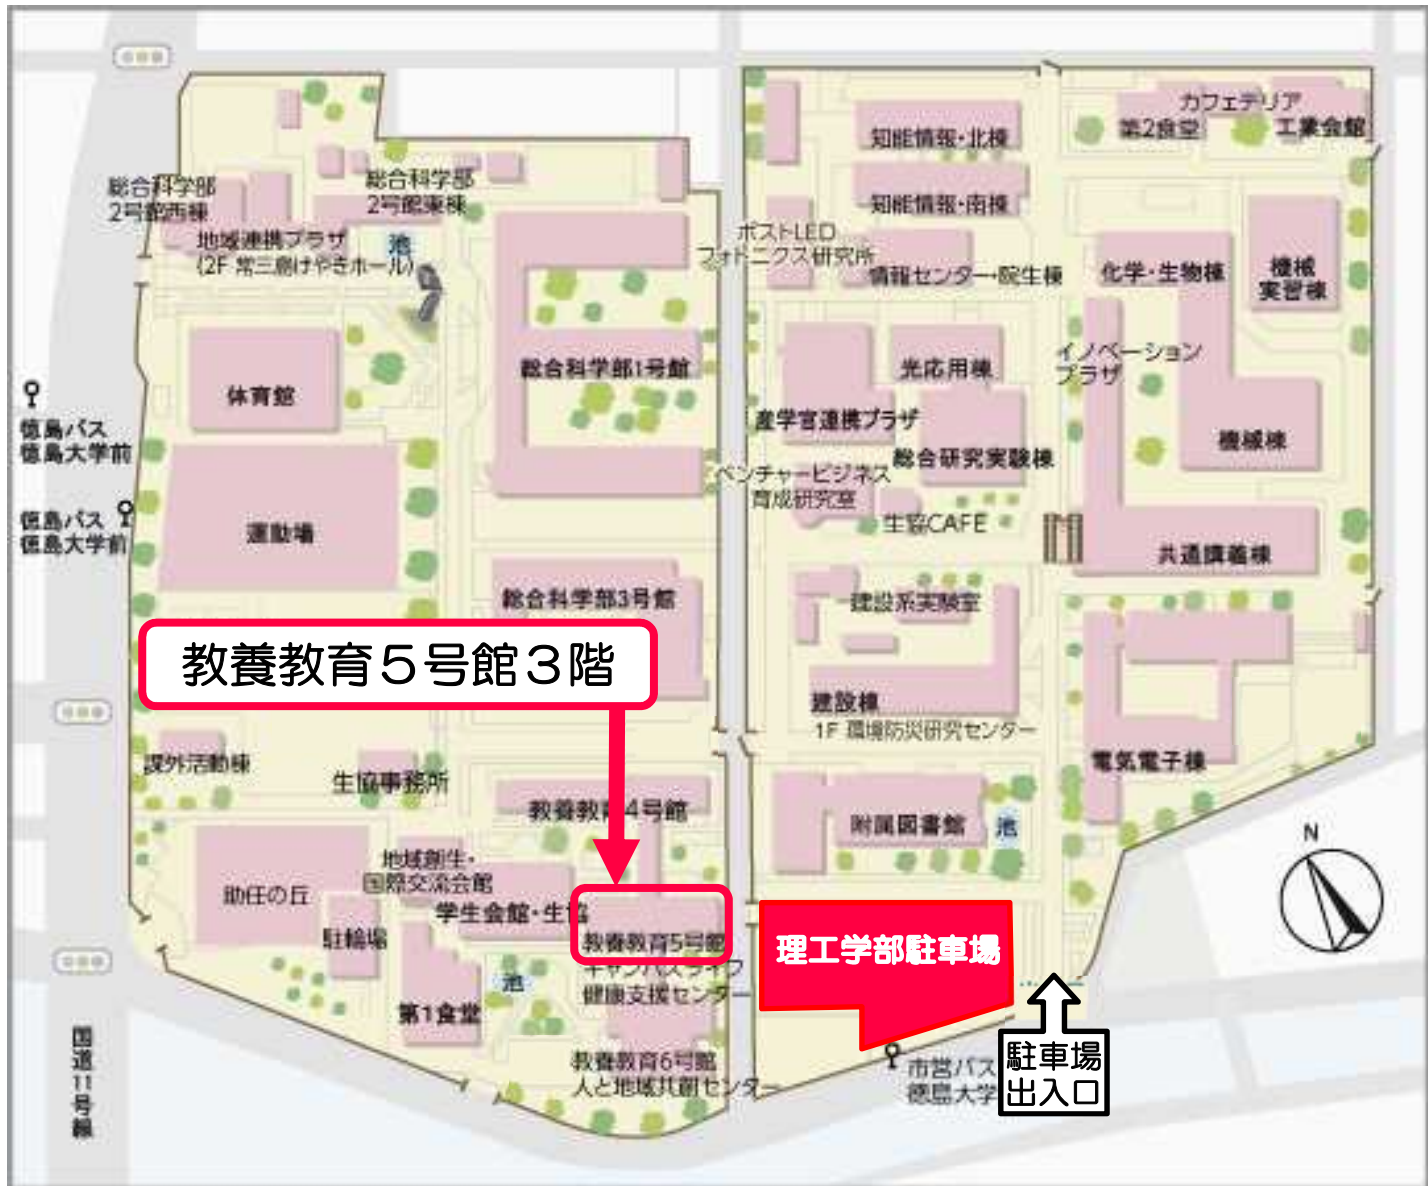 カフェテリア
第2食堂
工業会館
知能情報・北棟
総合科学部
2号館西棟
総合科学部
2号館東棟
知能情報・南棟
地域連携プラザ
(2F 常三島けやきホール)
池
ポストLED
フォトニクス研究所
情報センター・院生棟
化学・生物棟
機械
実習棟
総合科学部1号館
光応用棟
イノベーション
プラザ
体育館
徳島バス
徳島大学前
産学官連携プラザ
総合研究実験棟
機械棟
ベンチャービジネス
育成研究室
徳島バス
徳島大学前
運動場
生協CAFE
共通講義棟
総合科学部3号館
建設系実験室
教養教育5号館3階
建設棟
1F 環境防災研究センター
課外活動棟
生協事務所
電気電子棟
教養教育4号館
附属図書館
池
N
地域創生・
国際交流会館
助任の丘
学生会館・生協
駐輪場
教養教育5号館
理工学部駐車場
キャンパスライフ
健康支援センター
池
第1食堂
国道11号線
教養教育6号館
人と地域共創センター
市営バス
徳島大学
駐車場
出入口